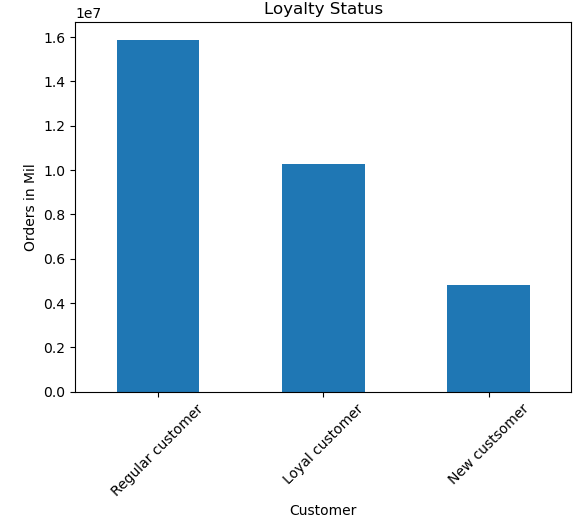 Loyalty Status
1e7
1.6
1.4
1.2
1.0
0.8
0.6
0.4
0.2
0.0
Orders in Mil
Regular customer
Loyal customer
New custsomer
Customer